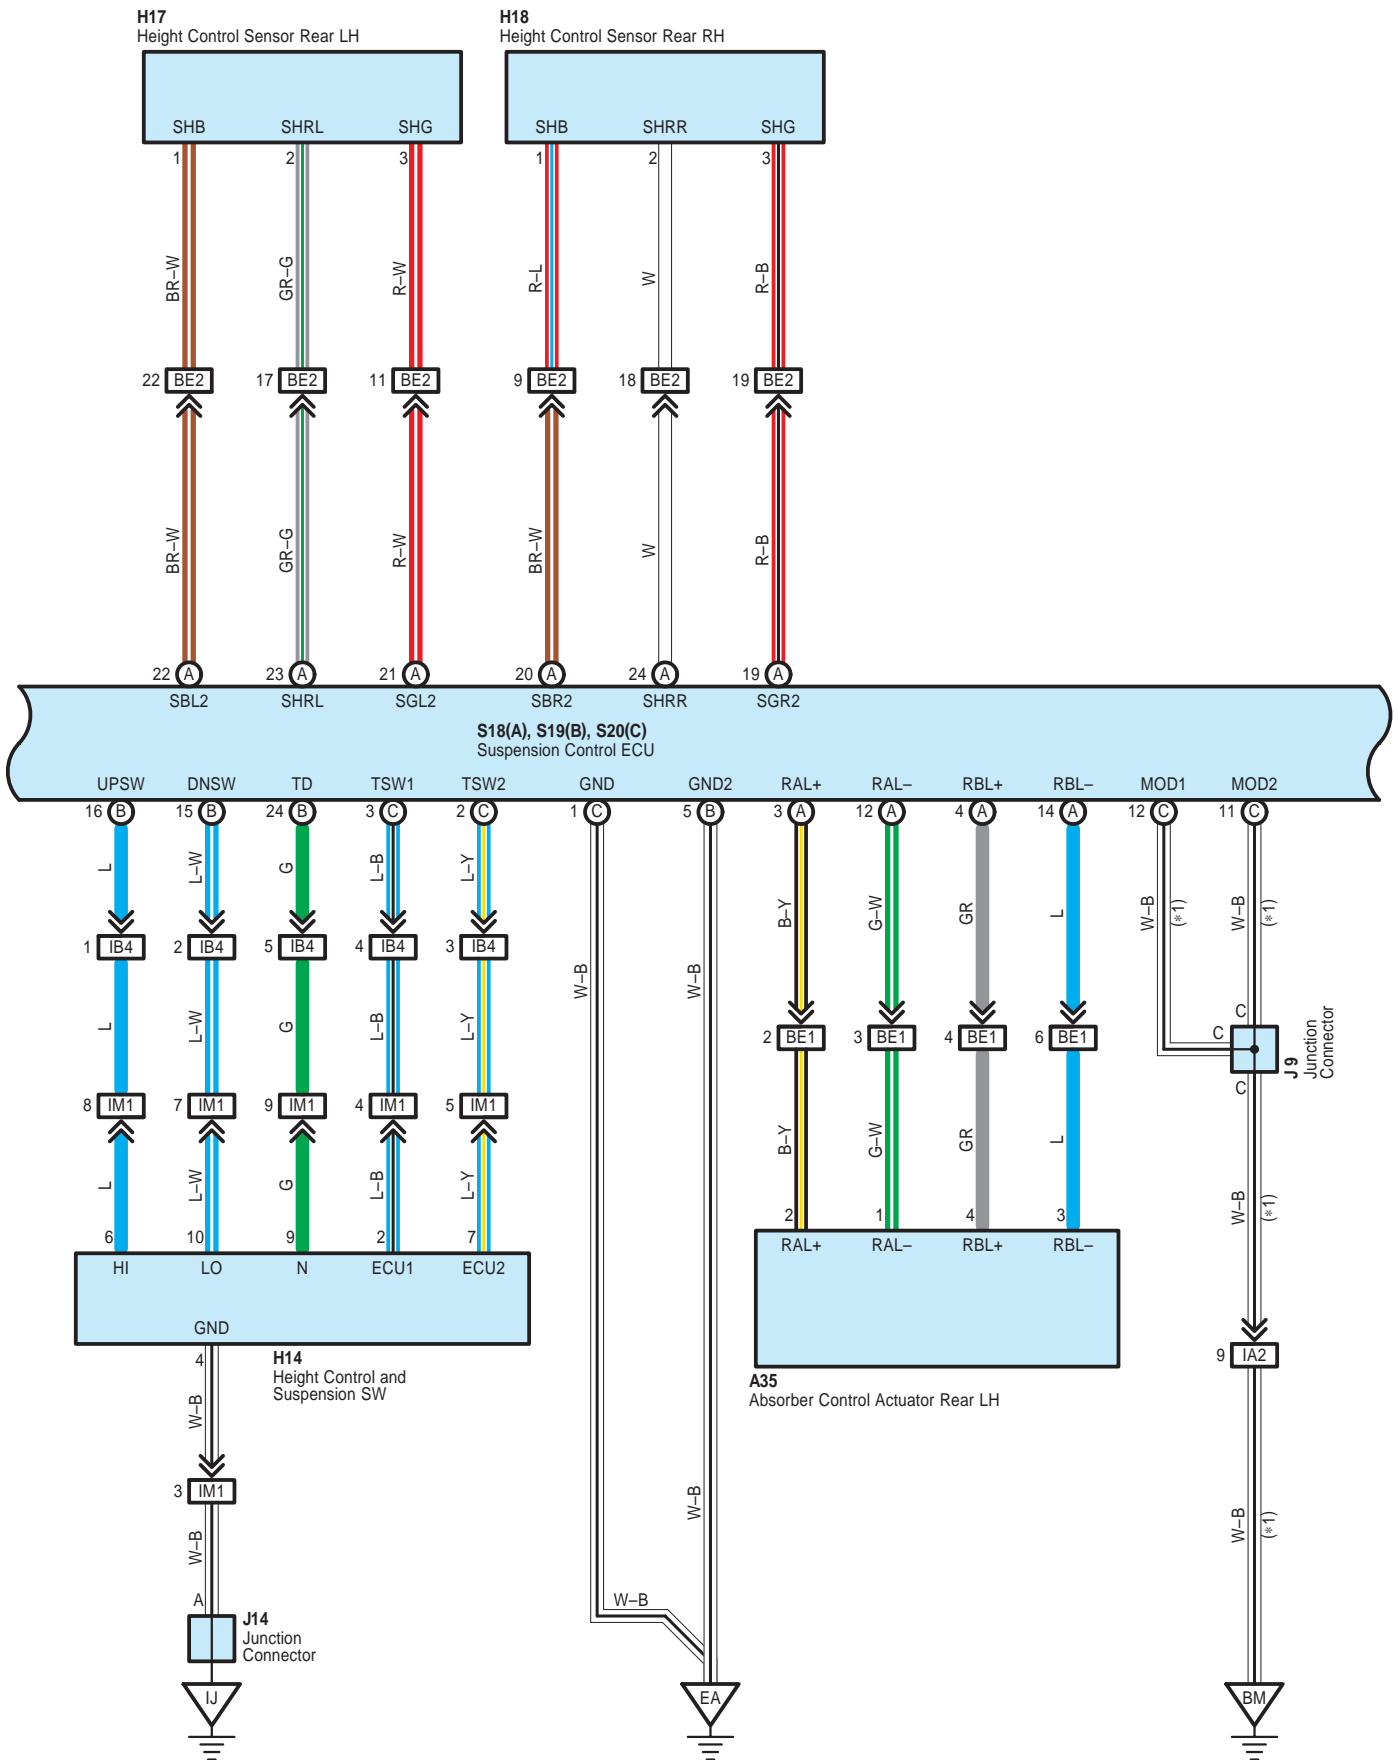 H17
Height Control Sensor Rear LH
H18
Height Control Sensor Rear RH
SHB SHRL SHG SHB SHRR SHG
1 2 3 1 2 3
BR–W GR–G R–W R–L W R–B
22 BE2 17 BE2 11 BE2 9 BE2 18 BE2 19 BE2
BR–W GR–G R–W BR–W W R–B
22 A 23 A 21 A 20 A 24 A 19 A
SBL2 SHRL SGL2 SBR2 SHRR SGR2
S18(A), S19(B), S20(C)
Suspension Control ECU
UPSW DNSW TD TSW1 TSW2 GND GND2 RAL+ RAL– RBL+ RBL– MOD1 MOD2
16 B 15 B 24 B 3 C 2 C 1 C 5 B 3 A 12 A 4 A 14 A 12 C 11 C
L L–W G L–B L–Y B–Y G–W GR L W–B (*1) W–B (*1)
1 IB4 2 IB4 5 IB4 4 IB4 3 IB4
W–B W–B
C
C
2 BE1 3 BE1 4 BE1 6 BE1
J 9
Junction
Connector
C
L L–W G L–B L–Y
8 IM1 7 IM1 9 IM1 4 IM1 5 IM1
B–Y G–W GR L
L L–W G L–B L–Y
W–B (*1)
6 10 9 2 7
2 1 4 3
HI LO N ECU1 ECU2
RAL+ RAL– RBL+ RBL–
GND
H14
Height Control and
Suspension SW
4
9 IA2
A35
Absorber Control Actuator Rear LH
W–B
3 IM1
W–B
W–B (*1)
W–B
A
W–B
J14
Junction
Connector
IJ EA BM